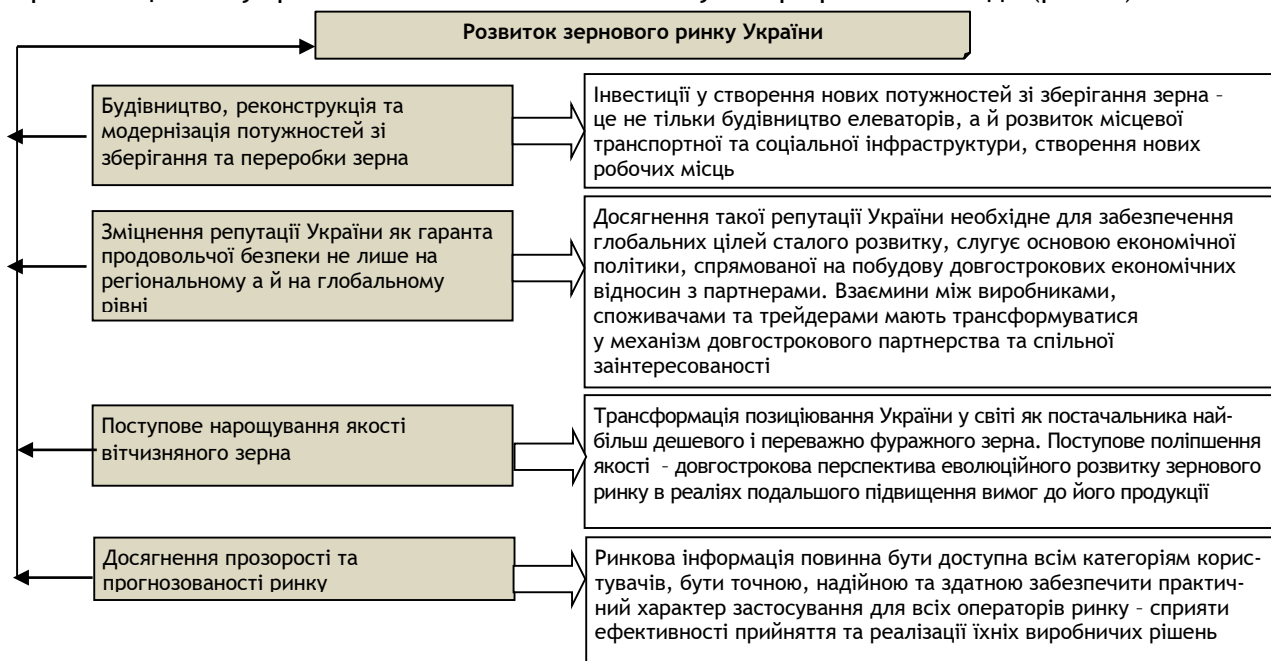 Розвиток зернового ринку України
Будівництво, реконструкція та
модернізація потужностей зі
зберігання та переробки зерна
Інвестиції у створення нових потужностей зі зберігання зерна –
це не тільки будівництво елеваторів, а й розвиток місцевої
транспортної та соціальної інфраструктури, створення нових
робочих місць
Зміцнення репутації України як гаранта
продовольчої безпеки не лише на
регіональному а й на глобальному
рівні
Досягнення такої репутації України необхідне для забезпечення
глобальних цілей сталого розвитку, слугує основою економічної
політики, спрямованої на побудову довгострокових економічних
відносин з партнерами. Взаємини між виробниками,
споживачами та трейдерами мають трансформуватися
у механізм довгострокового партнерства та спільної
заінтересованості
Поступове нарощування якості
вітчизняного зерна
Трансформація позиціювання України у світі як постачальника най-
більш дешевого і переважно фуражного зерна. Поступове поліпшення
якості – довгострокова перспектива еволюційного розвитку зернового
ринку в реаліях подальшого підвищення вимог до його продукції
Досягнення прозорості та
прогнозованості ринку
Ринкова інформація повинна бути доступна всім категоріям корис-
тувачів, бути точною, надійною та здатною забезпечити практич-
ний характер застосування для всіх операторів ринку – сприяти
ефективності прийняття та реалізації їхніх виробничих рішень